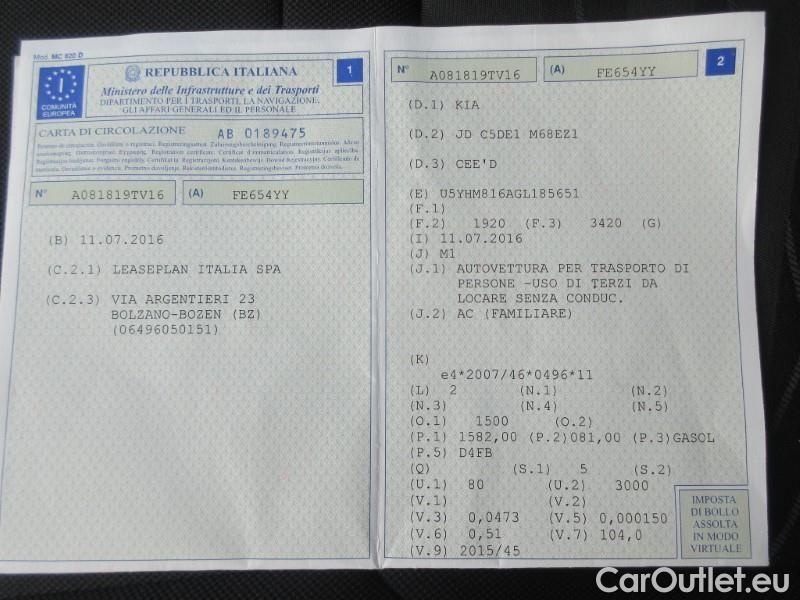 Mod. MC 820 D
COMUNITÀ
EUROPEA
REPUBBLICA ITALIANA
1
Ministero delle Infrastrutture e dei Trasporti
DIPARTIMENTO PER I TRASPORTI, LA NAVIGAZIONE,
GLI AFFARI GENERALI ED IL PERSONALE
CARTA DI CIRCOLAZIONE AB 0189475
N° A081819TV16 (A) FE654YY
(B) 11.07.2016
(C.2.1) LEASEPLAN ITALIA SPA
(C.2.3) VIA ARGENTIERI 23
BOLZANO-BOZEN (BZ)
(06496050151)
N° A081819TV16 (A) FE654YY 2
(D.1) KIA
(D.2) JD C5DE1 M68EZ1
(D.3) CEE'D
(E) U5YHM816AGL185651
(F.1)
(F.2) 1920 (F.3) 3420 (G)
(I) 11.07.2016
(J) M1
(J.1) AUTOVETTURA PER TRASPORTO DI
PERSONE -USO DI TERZI DA
LOCARE SENZA CONDUC.
(J.2) AC (FAMILIARE)
(K)
e4*2007/46*0496*11
(L) 2 (N.1) (N.2)
(N.3) (N.4) (N.5)
(O.1) 1500 (O.2)
(P.1) 1582,00 (P.2)081,00 (P.3)GASOL
(P.5) D4FB
(Q) (S.1) 5 (S.2)
(U.1) 80 (U.2) 3000
(V.1) (V.2)
(V.3) 0,0473 (V.5) 0,000150
(V.6) 0,51 (V.7) 104,0
(V.9) 2015/45
IMPOSTA
DI BOLLO
ASSOLTA
IN MODO
VIRTUALE
CarOutlet.eu